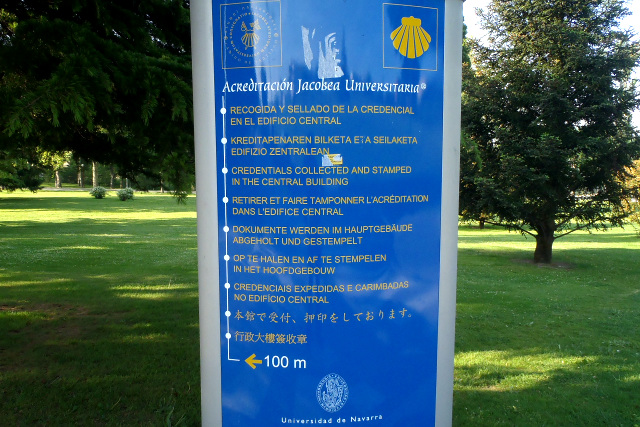 Acreditación Jacobea Universitaria®
RECOGIDA Y SELLADO DE LA CREDENCIAL
EN EL EDIFICIO CENTRAL
KREDITAPENAREN BILKETA ETA SEILAKETA
EDIFIZIO ZENTRALEAN
CREDENTIALS COLLECTED AND STAMPED
IN THE CENTRAL BUILDING
RETIRER ET FAIRE TAMPONNER L'ACRÉDITATION
DANS L'EDIFICE CENTRAL
DOKUMENTE WERDEN IM HAUPTGEBÄUDE
ABGEHOLT UND GESTEMPELT
OP TE HALEN EN AF TE STEMPELEN
IN HET HOOFDGEBOUW
CREDENCIAIS EXPEDIDAS E CARIMBADAS
NO EDIFÍCIO CENTRAL
本館で受付、押印をしております。
行政大樓簽收章
100 m
Universidad de Navarra